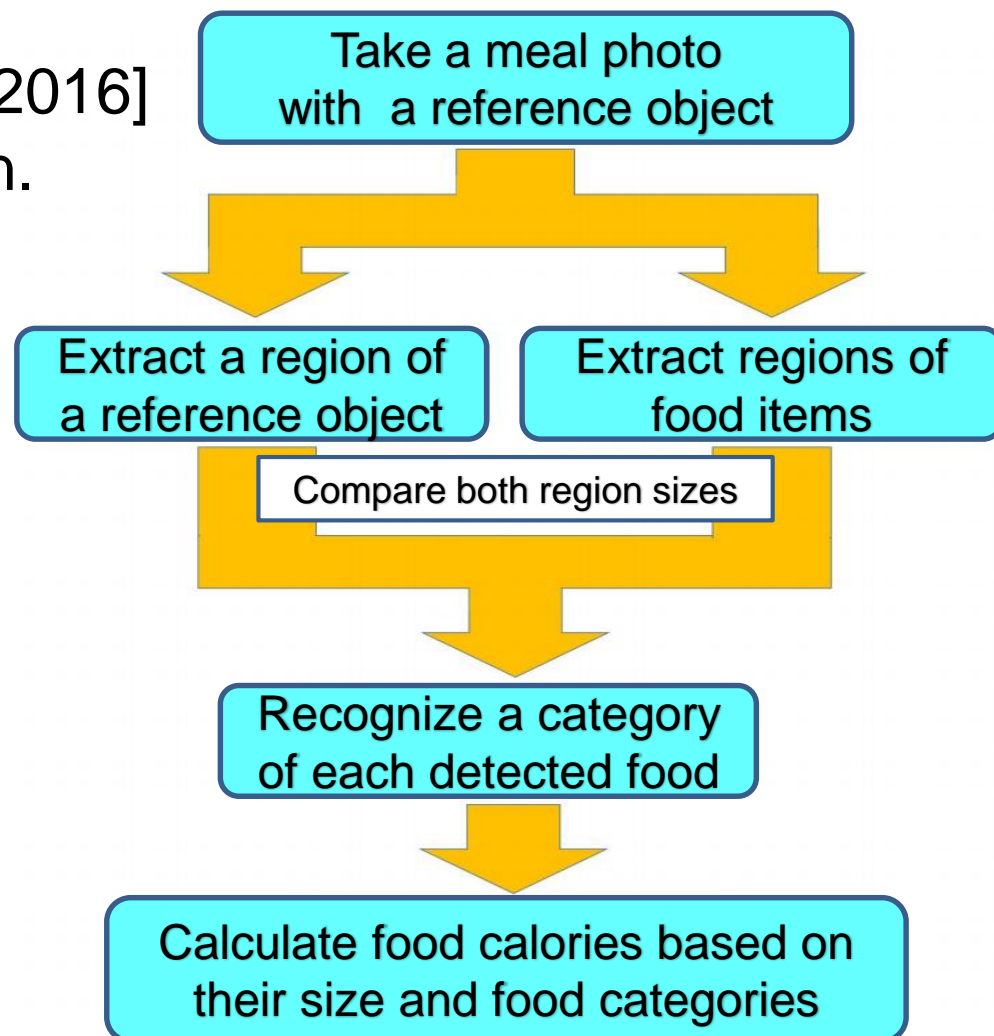 Take a meal photo
with a reference object
2016]
n.
Extract a region of
a reference object
Extract regions of
food items
Compare both region sizes
Recognize a category
of each detected food
Calculate food calories based on
their size and food categories